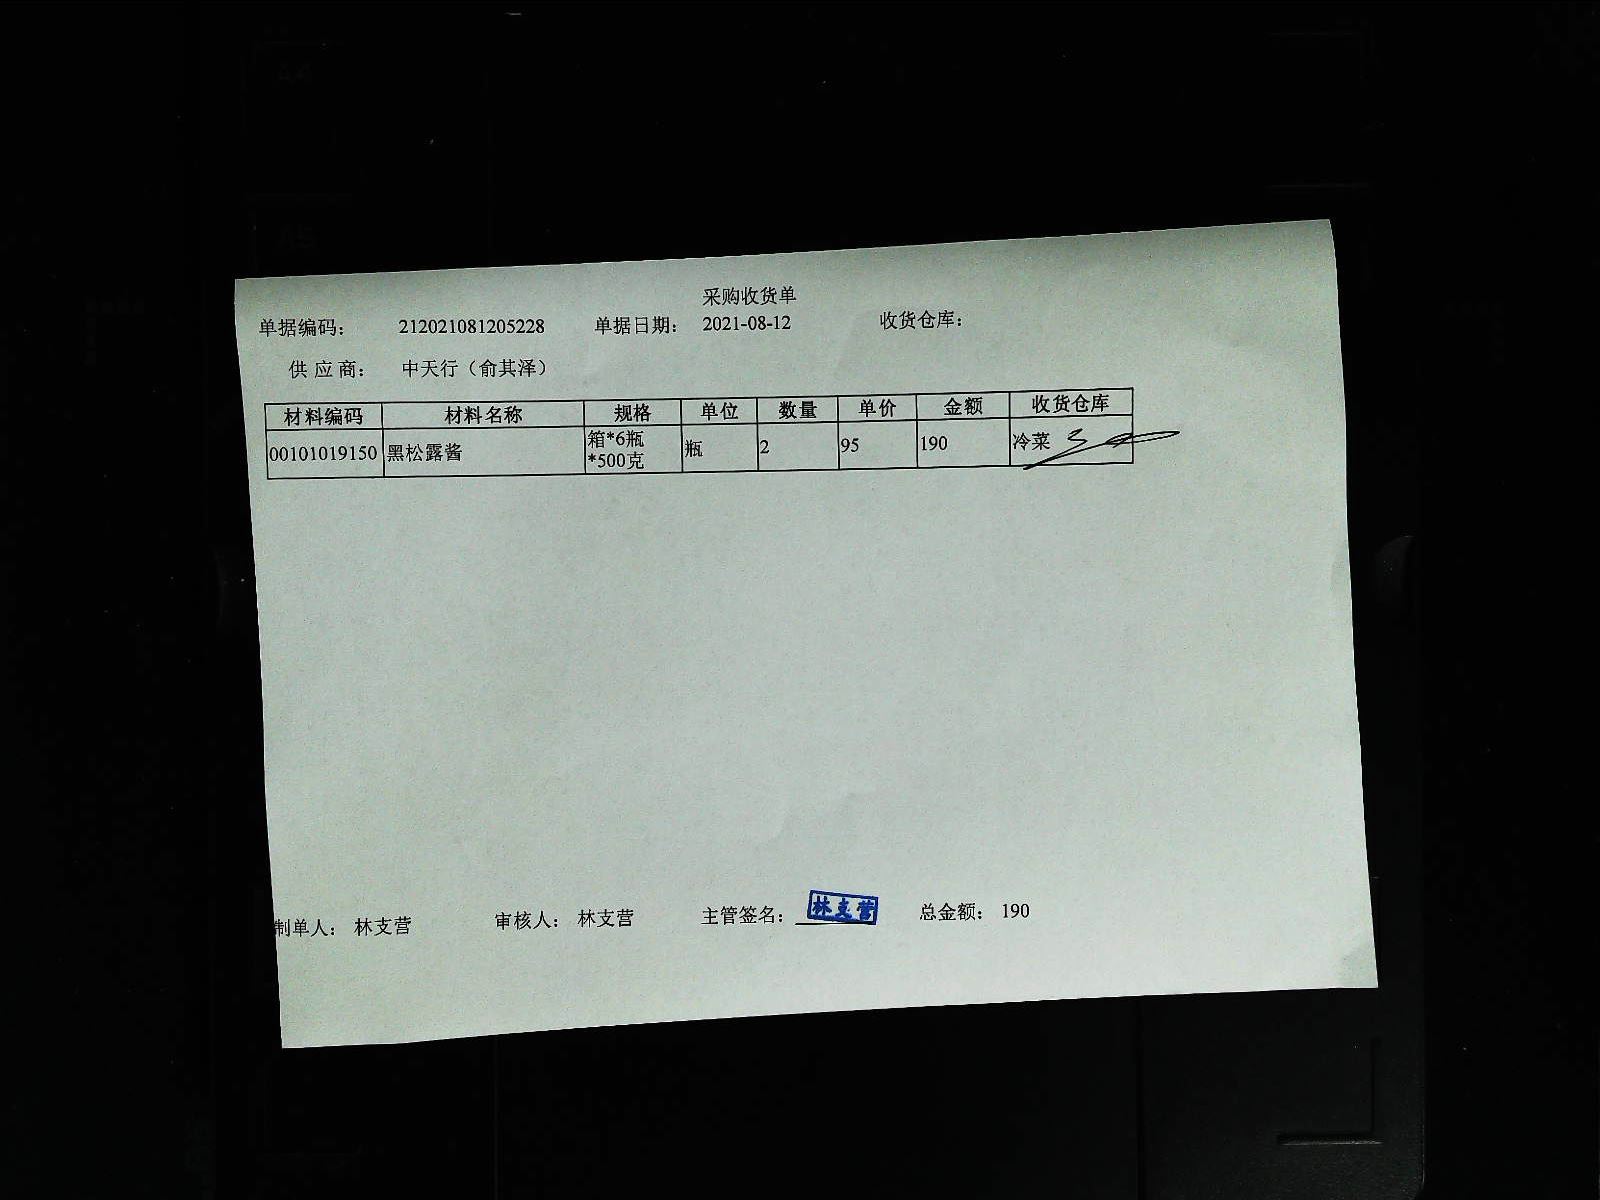 采购收货单
单据编码： 212021081205228 单据日期： 2021-08-12 收货仓库：
供 应 商： 中天行（俞其泽）
材料编码 材料名称 规格 单位 数量 单价 金额 收货仓库
00101019150 黑松露酱 箱*6瓶 瓶 2 95 190 冷菜
*500克
制单人： 林支营 审核人： 林支营 主管签名： 林支营 总金额： 190